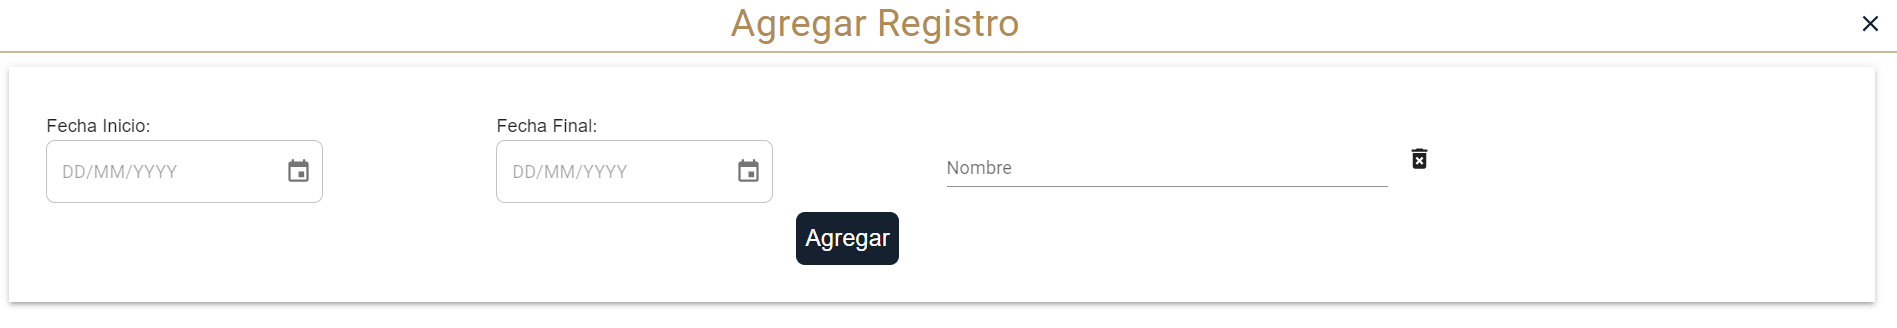 Agregar Registro
Fecha Inicio:
Fecha Final:
DD/MM/YYYY
DD/MM/YYYY
Nombre
Agregar